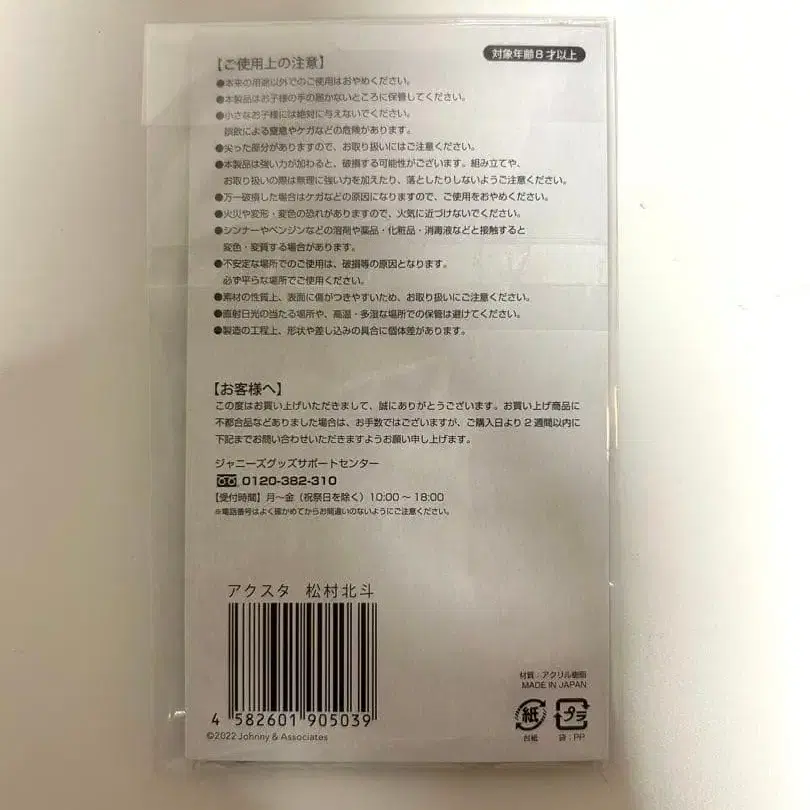 対象年齢8才以上
【ご使用上の注意】
●本来の用途以外でのご使用はおやめください。
●本製品はお子様の手の届かないところに保管してください。
●小さなお子様には絶対に与えないでください。
誤飲による窒息やケガなどの危険があります。
●尖った部分がありますので、お取り扱いにはご注意ください。
●本製品は強い力が加わると、破損する可能性がございます。組み立てや、
お取り扱いの際は無理に強い力を加えたり、落としたりしないようご注意ください。
●万一破損した場合はケガなどの原因になりますので、ご使用をおやめください。
●火災や変形・変色の恐れがありますので、火気に近づけないでください。
●シンナーやベンジンなどの溶剤や薬品・化粧品・消毒液などと接触すると
変色・変質する場合があります。
●不安定な場所でのご使用は、破損等の原因となります。
必ず平らな場所でご使用ください。
●素材の性質上、表面に傷がつきやすいため、お取り扱いにご注意ください。
●直射日光の当たる場所や、高温・多湿な場所での保管は避けてください。
●製造の工程上、形状や差し込みの具合に個体差があります。
【お客様へ】
この度はお買い上げいただきまして、誠にありがとうございます。お買い上げ商品に
不都合品などありました場合は、お手数ではございますが、ご購入日より2週間以内に
下記までお問い合わせいただきますようお願い申し上げます。
ジャニーズグッズサポートセンター
0120-382-310
【受付時間】月～金（祝祭日を除く）10:00～18:00
※電話番号はよく確かめてからお間違いのないようにご注意ください。
アクスタ 松村北斗
4 582601 905039
©2022 Johnny & Associates
材質：アクリル樹脂
MADE IN JAPAN
紙 プラ
台紙 袋：PP